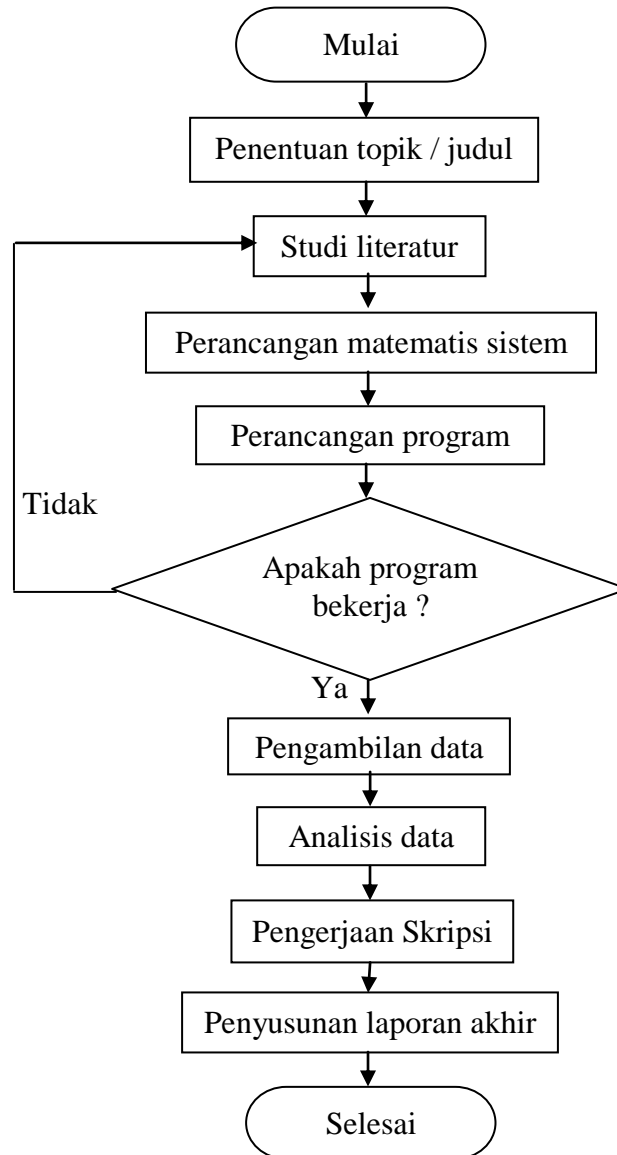 Mulai
Penentuan topik / judul
Studi literatur
Perancangan matematis sistem
Perancangan program
Tidak
Apakah program
bekerja ?
Ya
Pengambilan data
Analisis data
Pengerjaan Skripsi
Penyusunan laporan akhir
Selesai